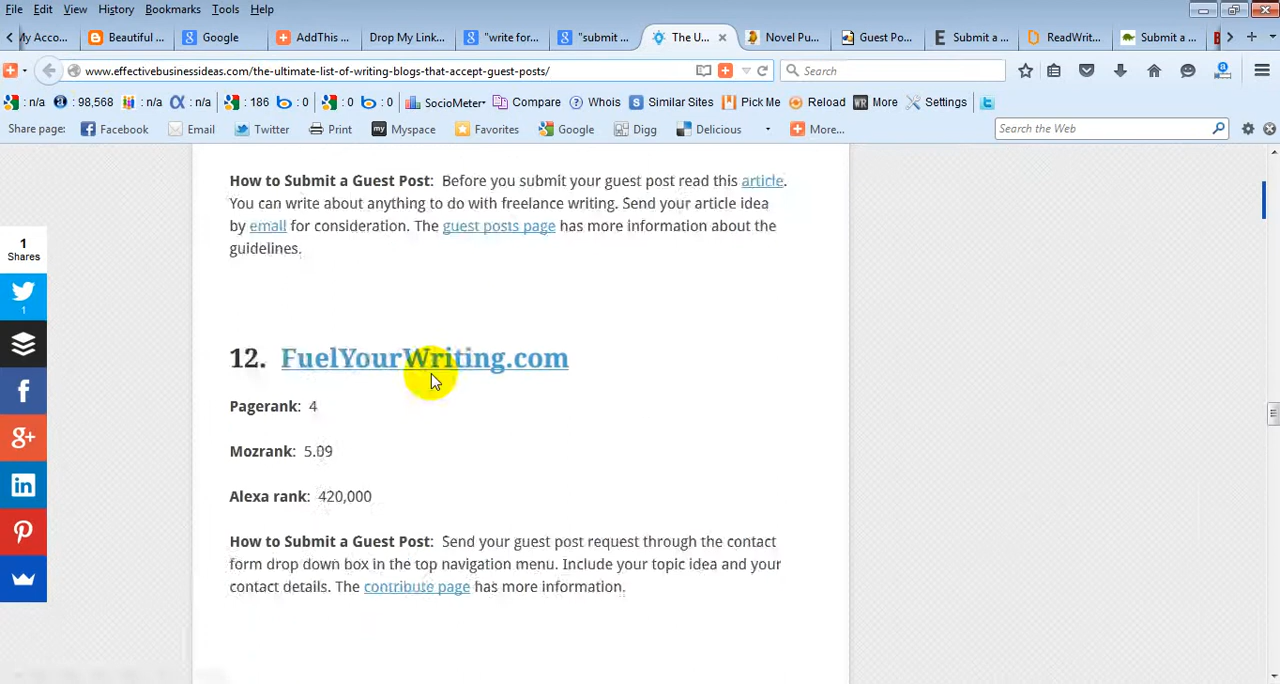 File Edit View History Bookmarks Tools Help
My Acco... Beautiful ... Google AddThis ... Drop My Link... "write for... "submit ... The U... Novel Pu... Guest Po... Submit a ... ReadWrit... Submit a ...
www.effectivebusinessideas.com/the-ultimate-list-of-writing-blogs-that-accept-guest-posts/ Search
: n/a : 98,568 : n/a : n/a : 186 : 0 : 0 : 0 SocioMeter Compare Whois Similar Sites Pick Me Reload More Settings
Share page: Facebook Email Twitter Print Myspace Favorites Google Digg Delicious More... Search the Web
How to Submit a Guest Post: Before you submit your guest post read this article.
You can write about anything to do with freelance writing. Send your article idea
by email for consideration. The guest posts page has more information about the
guidelines.
1
Shares
1
12. FuelYourWriting.com
Pagerank: 4
Mozrank: 5.09
Alexa rank: 420,000
How to Submit a Guest Post: Send your guest post request through the contact
form drop down box in the top navigation menu. Include your topic idea and your
contact details. The contribute page has more information.